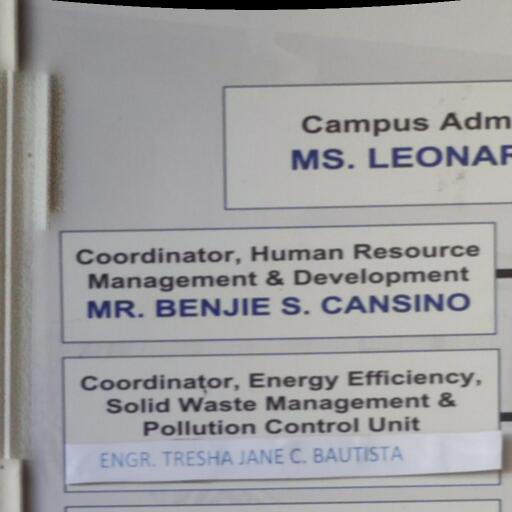 Campus Adm
MS. LEONAR
Coordinator, Human Resource
Management & Development
MR. BENJIE S. CANSINO
Coordinator, Energy Efficiency,
Solid Waste Management &
Pollution Control Unit
ENGR. TRESHA JANE C. BAUTISTA